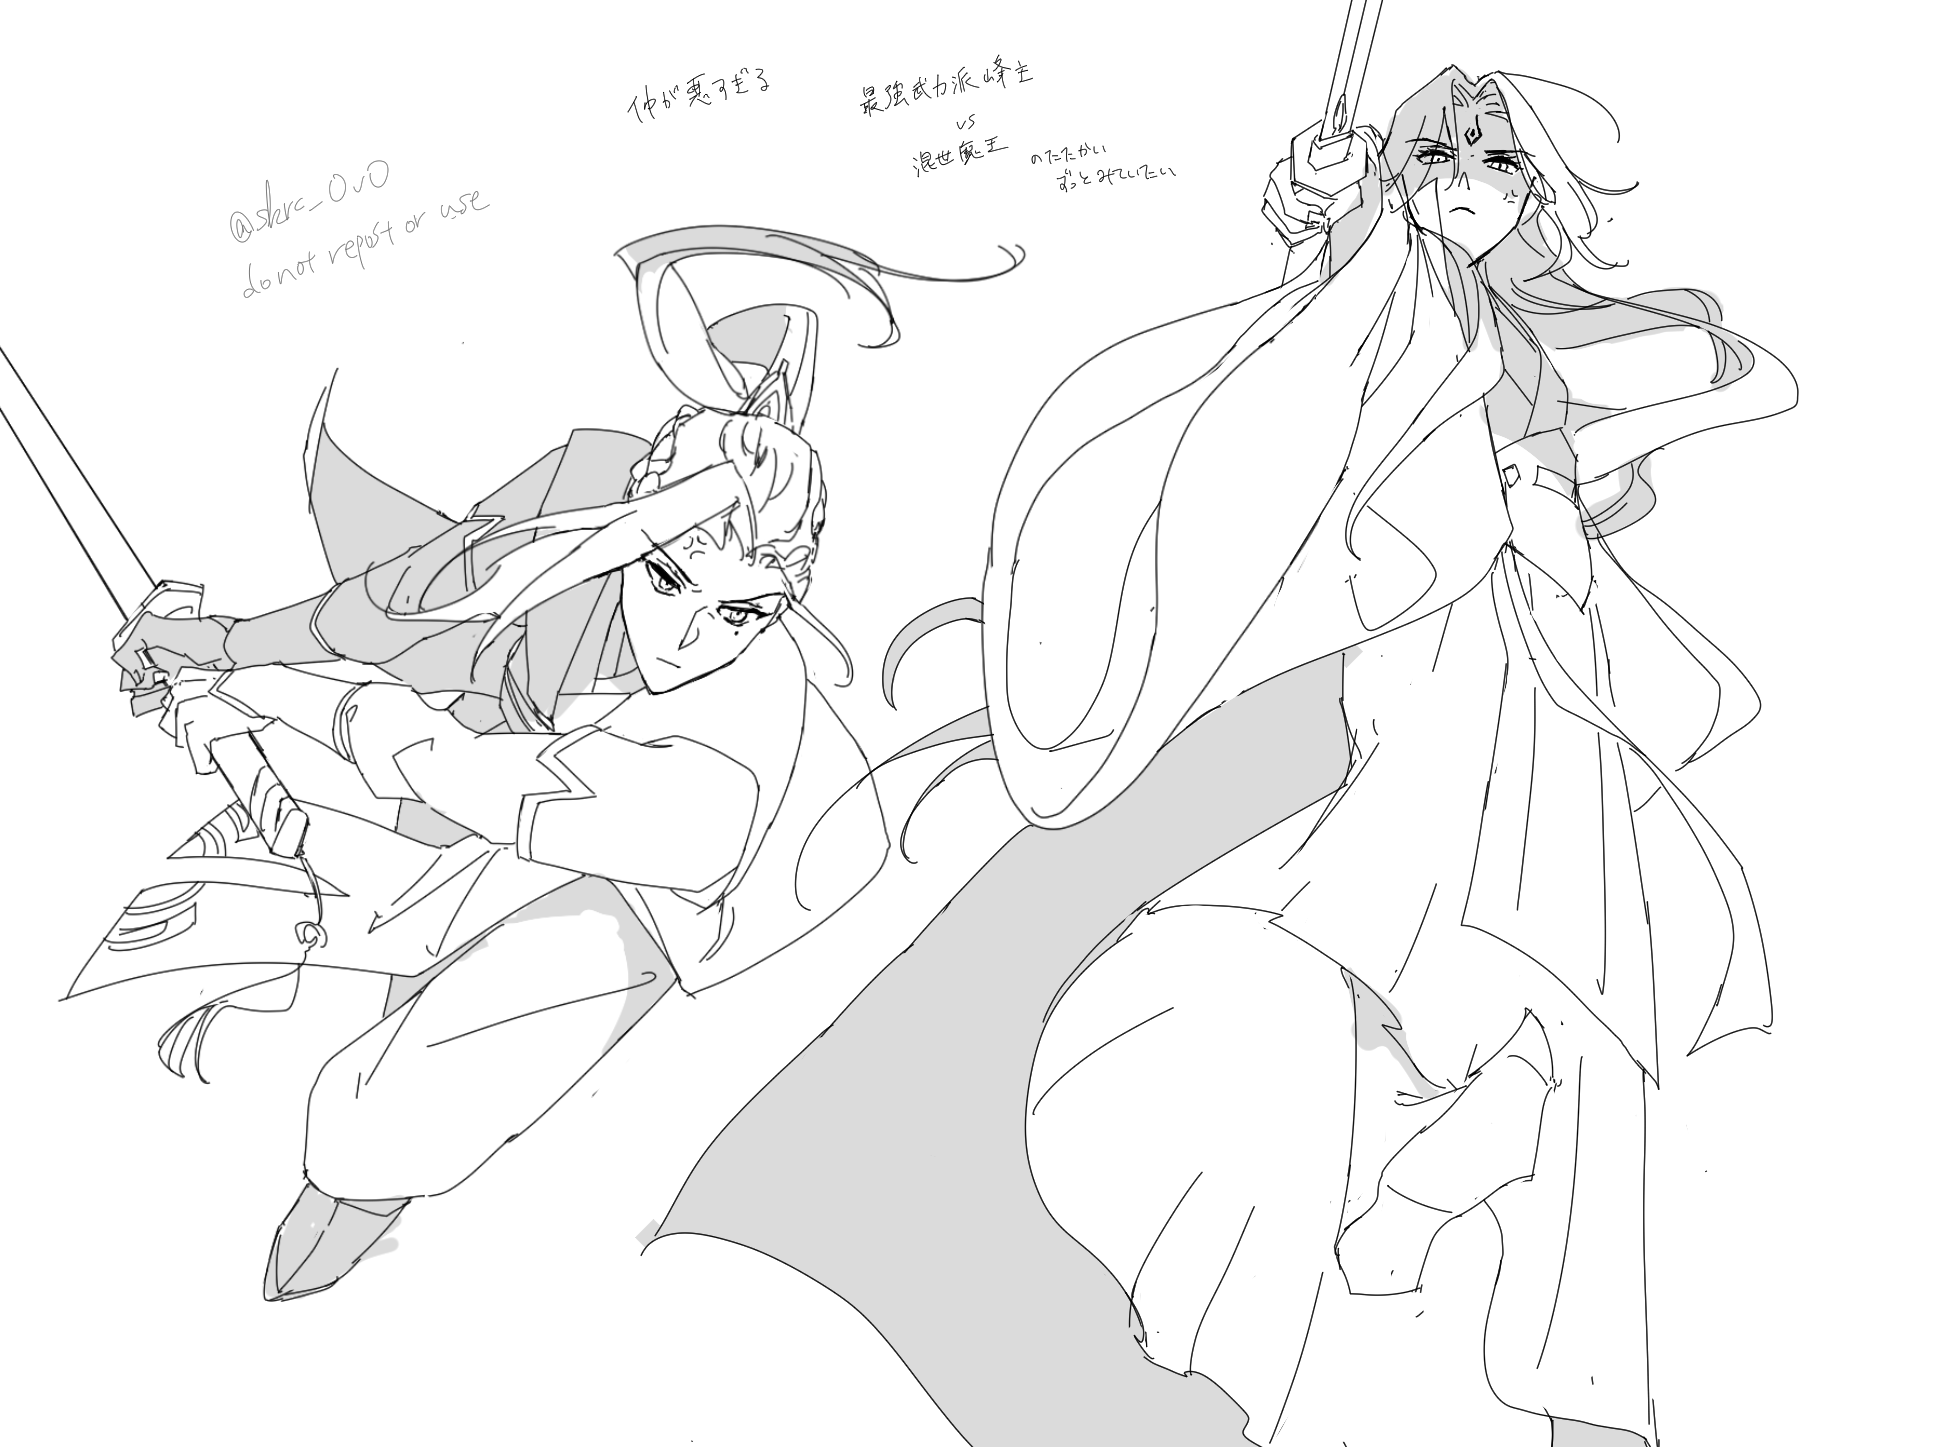 仲が悪すぎる
最強武力派峰主
vs
混世魔王
のたたかい
ずっとみていたい
@skrc_0v0
do not repost or use